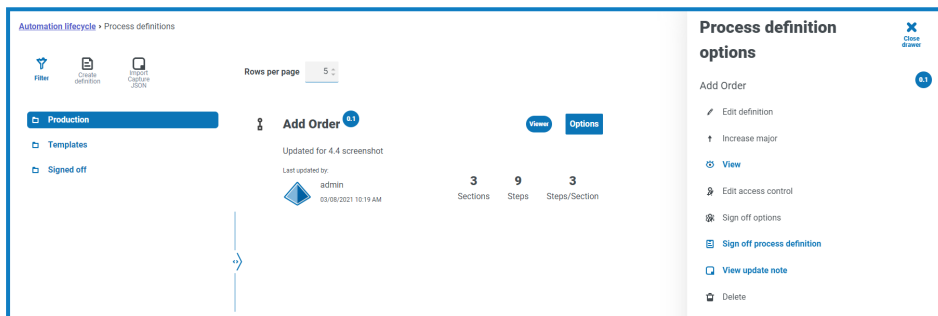 Automation lifecycle • Process definitions
Filter
Create
definition
Import
Capture
JSON
Rows per page 5
Production
Templates
Signed off
Add Order 0.1
Viewer
Options
Updated for 4.4 screenshot
Last updated by:
admin
03/08/2021 10:19 AM
3 9 3
Sections Steps Steps/Section
Process definition
options
Close
drawer
Add Order 0.1
Edit definition
Increase major
View
Edit access control
Sign off options
Sign off process definition
View update note
Delete